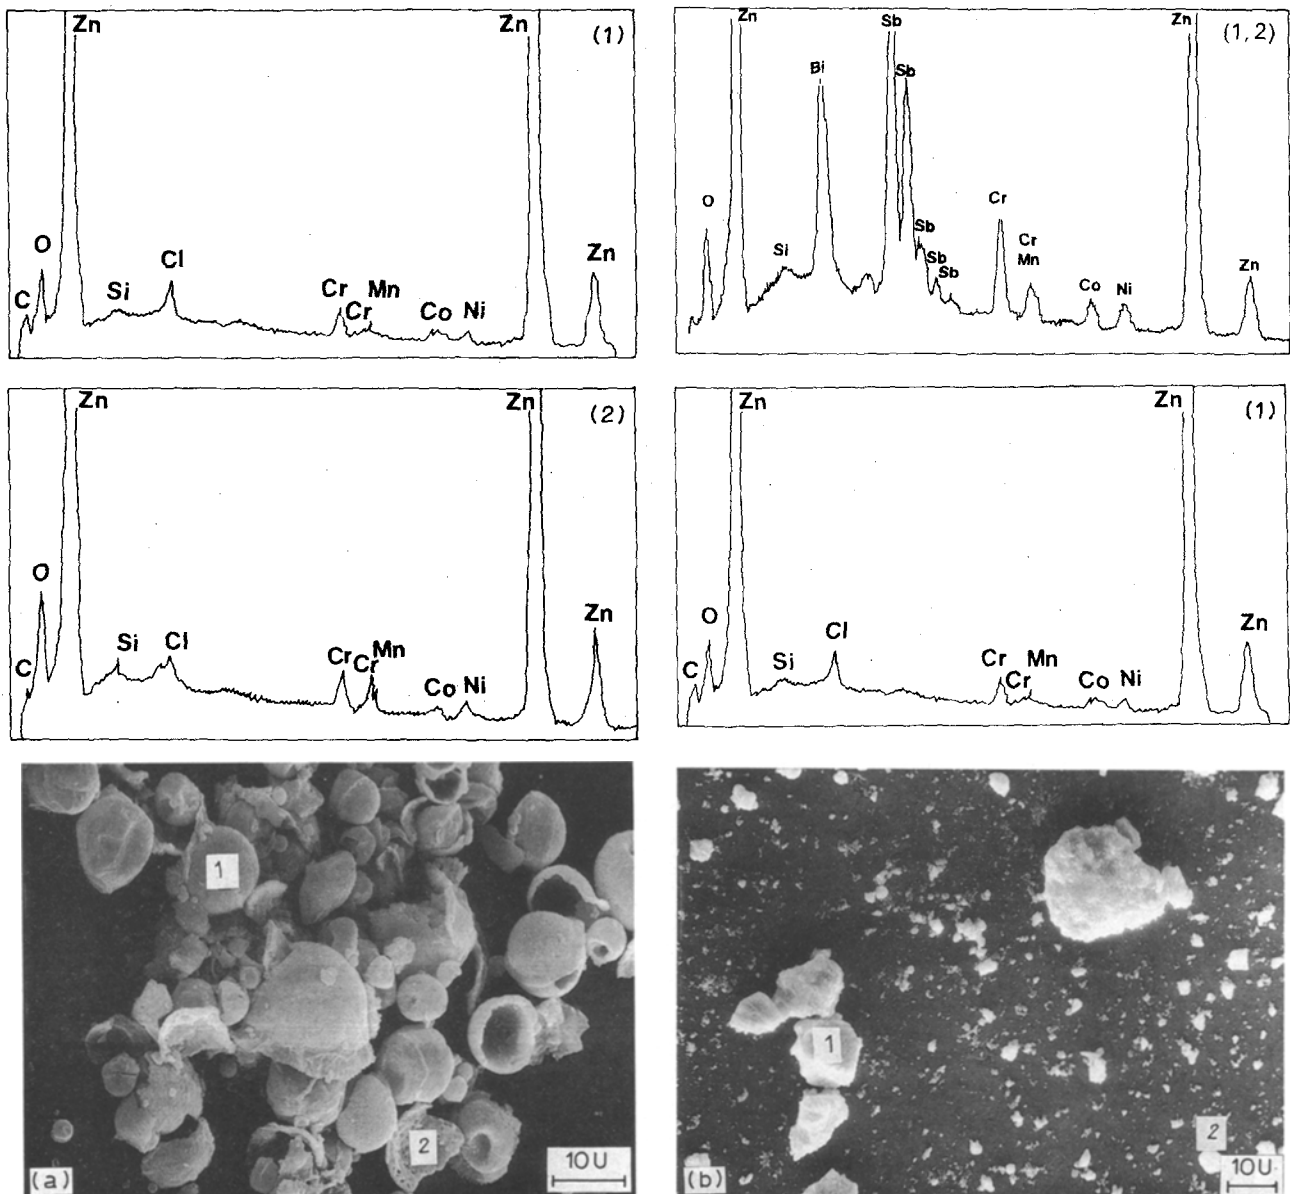 Zn Zn (1)
O
C
Si
Cl
Cr
Cr
Mn
Co
Ni
Zn
Zn Sb Zn (1,2)
Bi
Sb
O
Si
Sb
Sb
Sb
Cr
Cr
Mn
Co
Ni
Zn
Zn Zn (2)
O
C
Si
Cl
Cr
Cr
Mn
Co
Ni
Zn
Zn Zn (1)
O
C
Si
Cl
Cr
Cr
Mn
Co
Ni
Zn
1
2
(a)
10U
1
2
(b)
10U